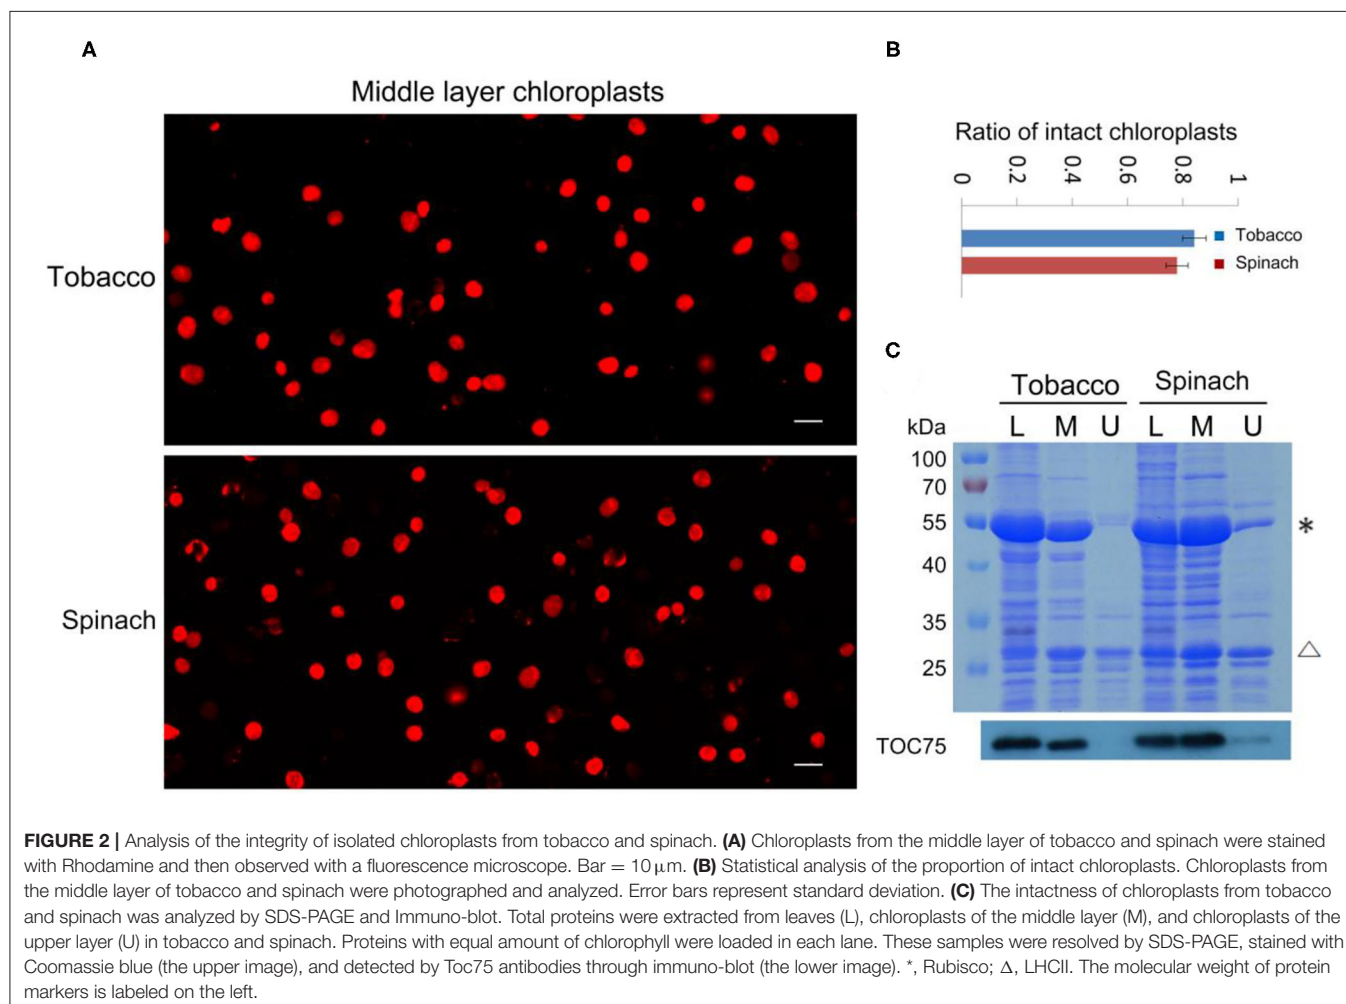 A
Middle layer chloroplasts
Tobacco
Spinach
B
Ratio of intact chloroplasts
0 0.2 0.4 0.6 0.8 1
Tobacco
Spinach
C
Tobacco Spinach
kDa L M U L M U
100
70
55 *
40
35
25 △
TOC75
FIGURE 2 | Analysis of the integrity of isolated chloroplasts from tobacco and spinach. (A) Chloroplasts from the middle layer of tobacco and spinach were stained
with Rhodamine and then observed with a fluorescence microscope. Bar = 10 μm. (B) Statistical analysis of the proportion of intact chloroplasts. Chloroplasts from
the middle layer of tobacco and spinach were photographed and analyzed. Error bars represent standard deviation. (C) The intactness of chloroplasts from tobacco
and spinach was analyzed by SDS-PAGE and Immuno-blot. Total proteins were extracted from leaves (L), chloroplasts of the middle layer (M), and chloroplasts of the
upper layer (U) in tobacco and spinach. Proteins with equal amount of chlorophyll were loaded in each lane. These samples were resolved by SDS-PAGE, stained with
Coomassie blue (the upper image), and detected by Toc75 antibodies through immuno-blot (the lower image). *, Rubisco; Δ, LHCII. The molecular weight of protein
markers is labeled on the left.